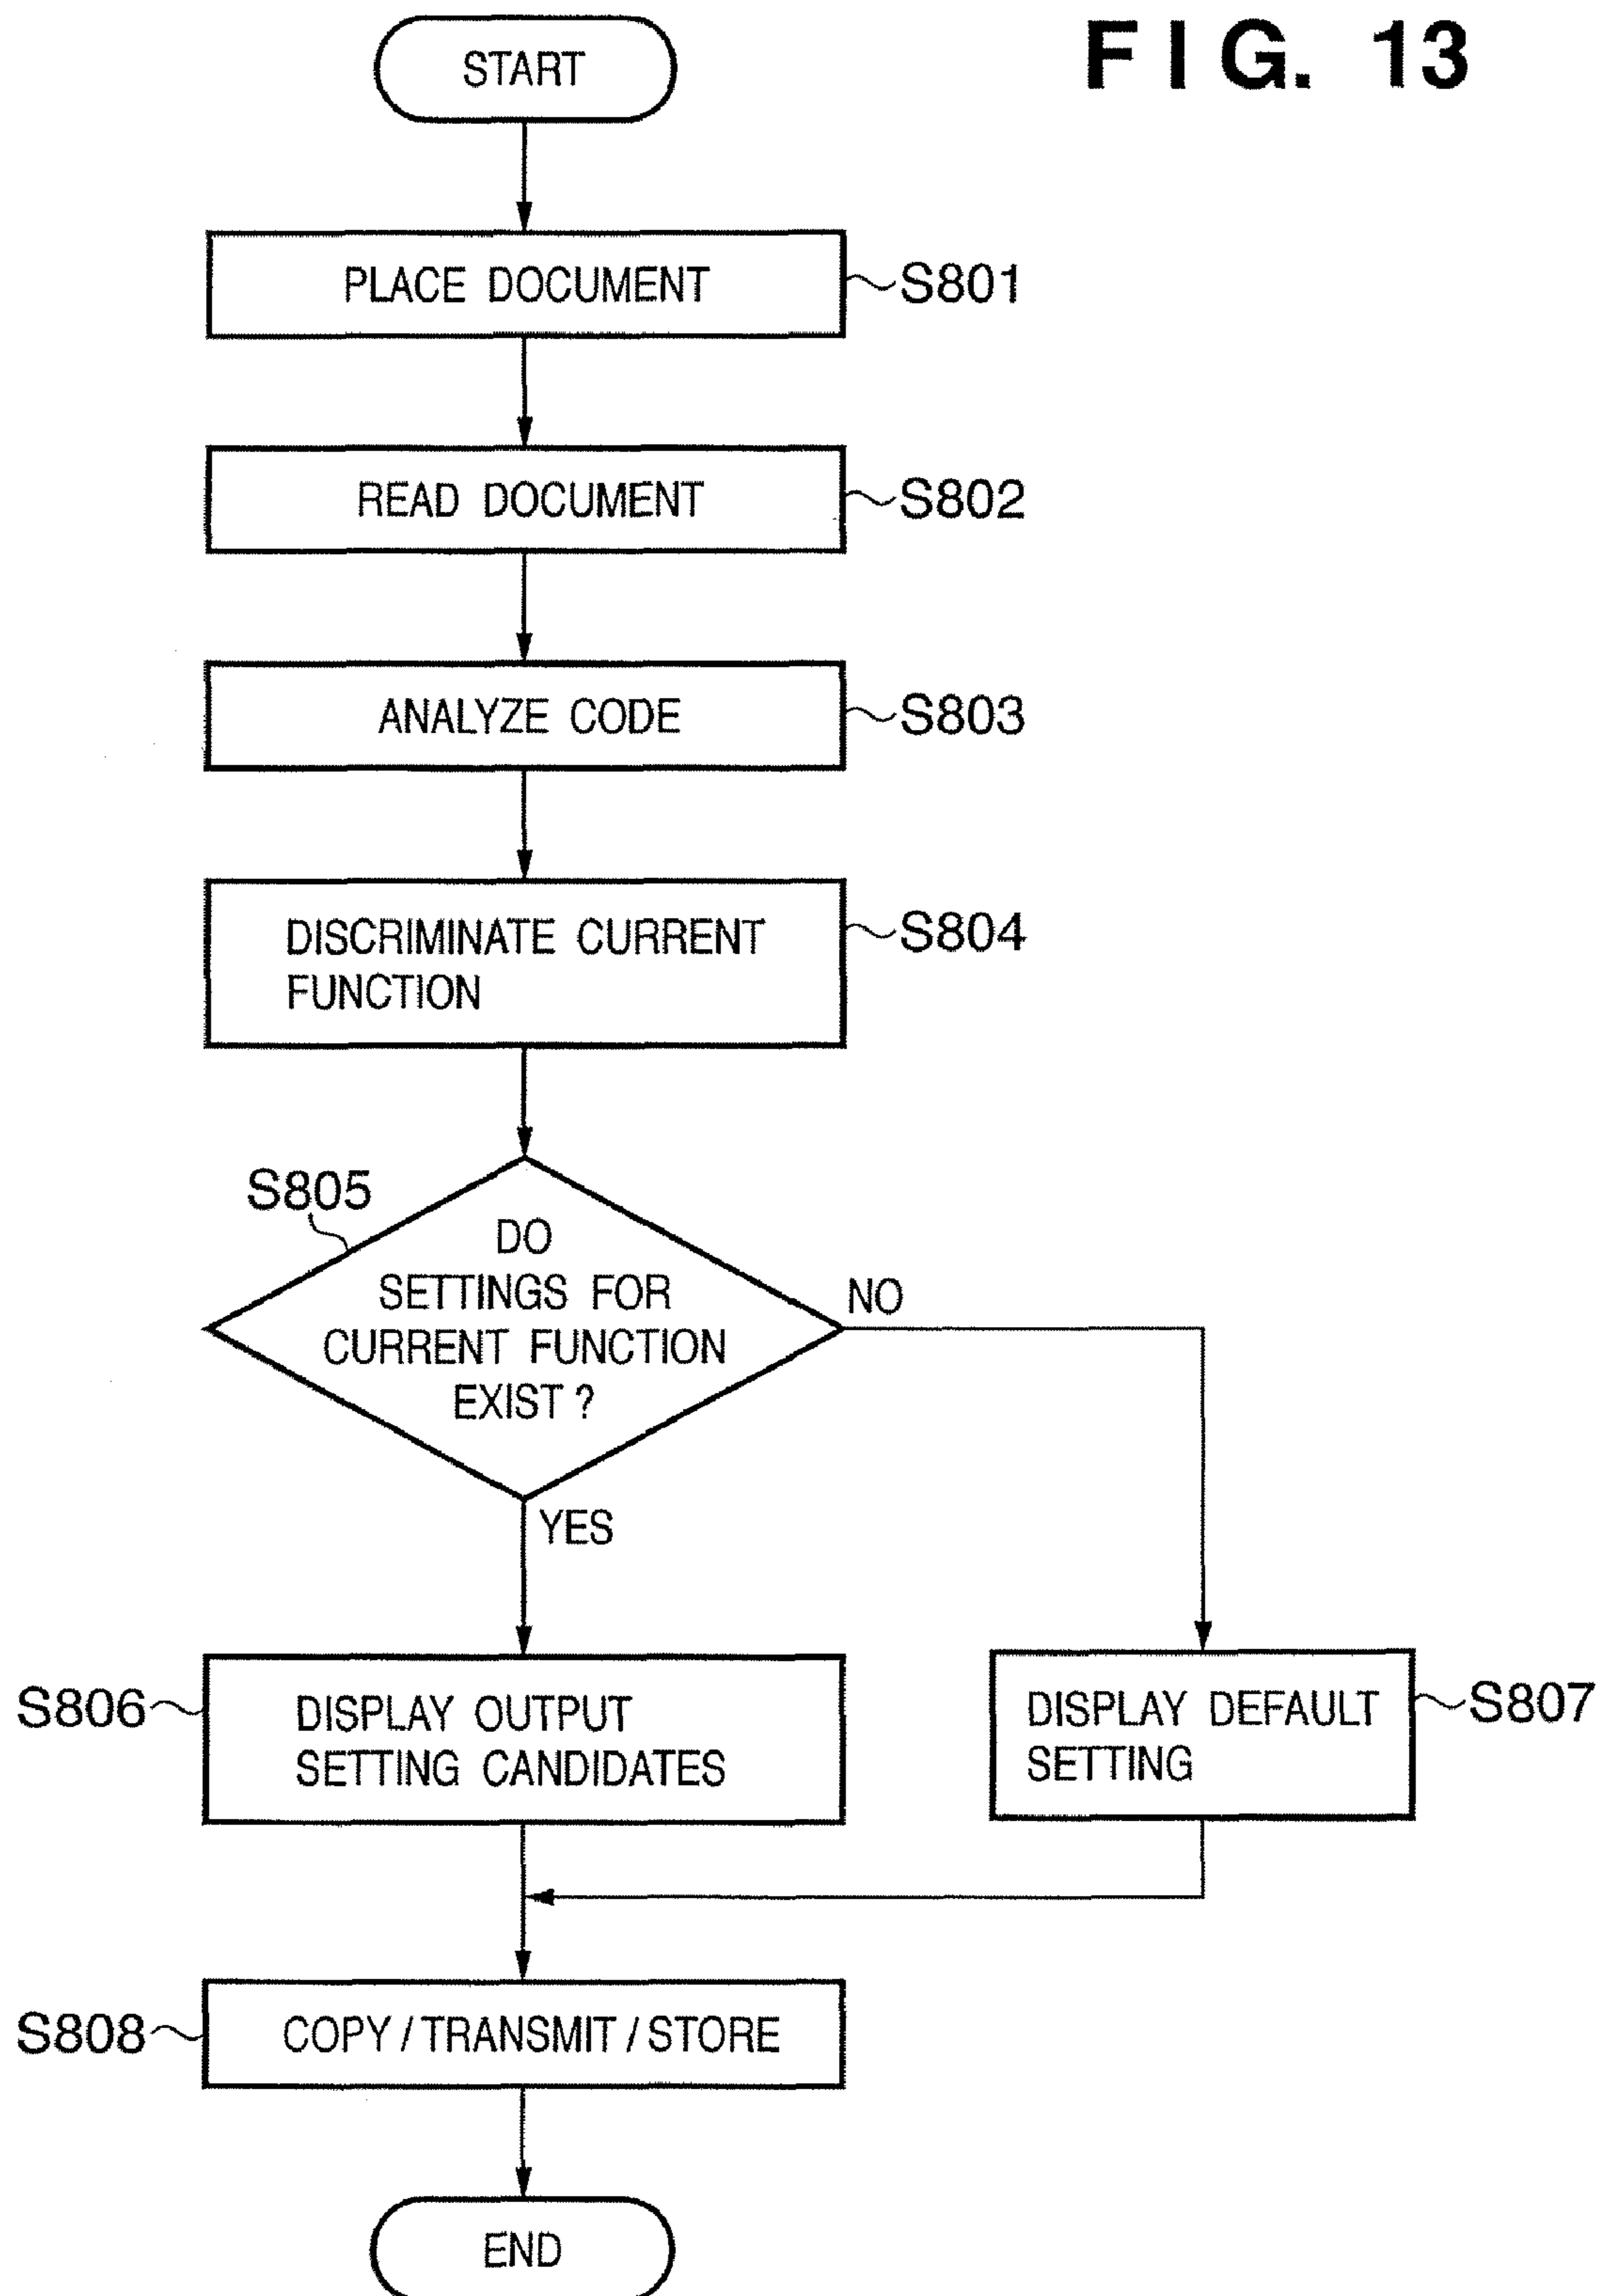 FIG. 13
START
PLACE DOCUMENT
S801
READ DOCUMENT
S802
ANALYZE CODE
S803
DISCRIMINATE CURRENT
FUNCTION
S804
S805
DO
SETTINGS FOR
CURRENT FUNCTION
EXIST?
NO
YES
S806
DISPLAY OUTPUT
SETTING CANDIDATES
DISPLAY DEFAULT
SETTING
S807
S808
COPY/TRANSMIT/STORE
END